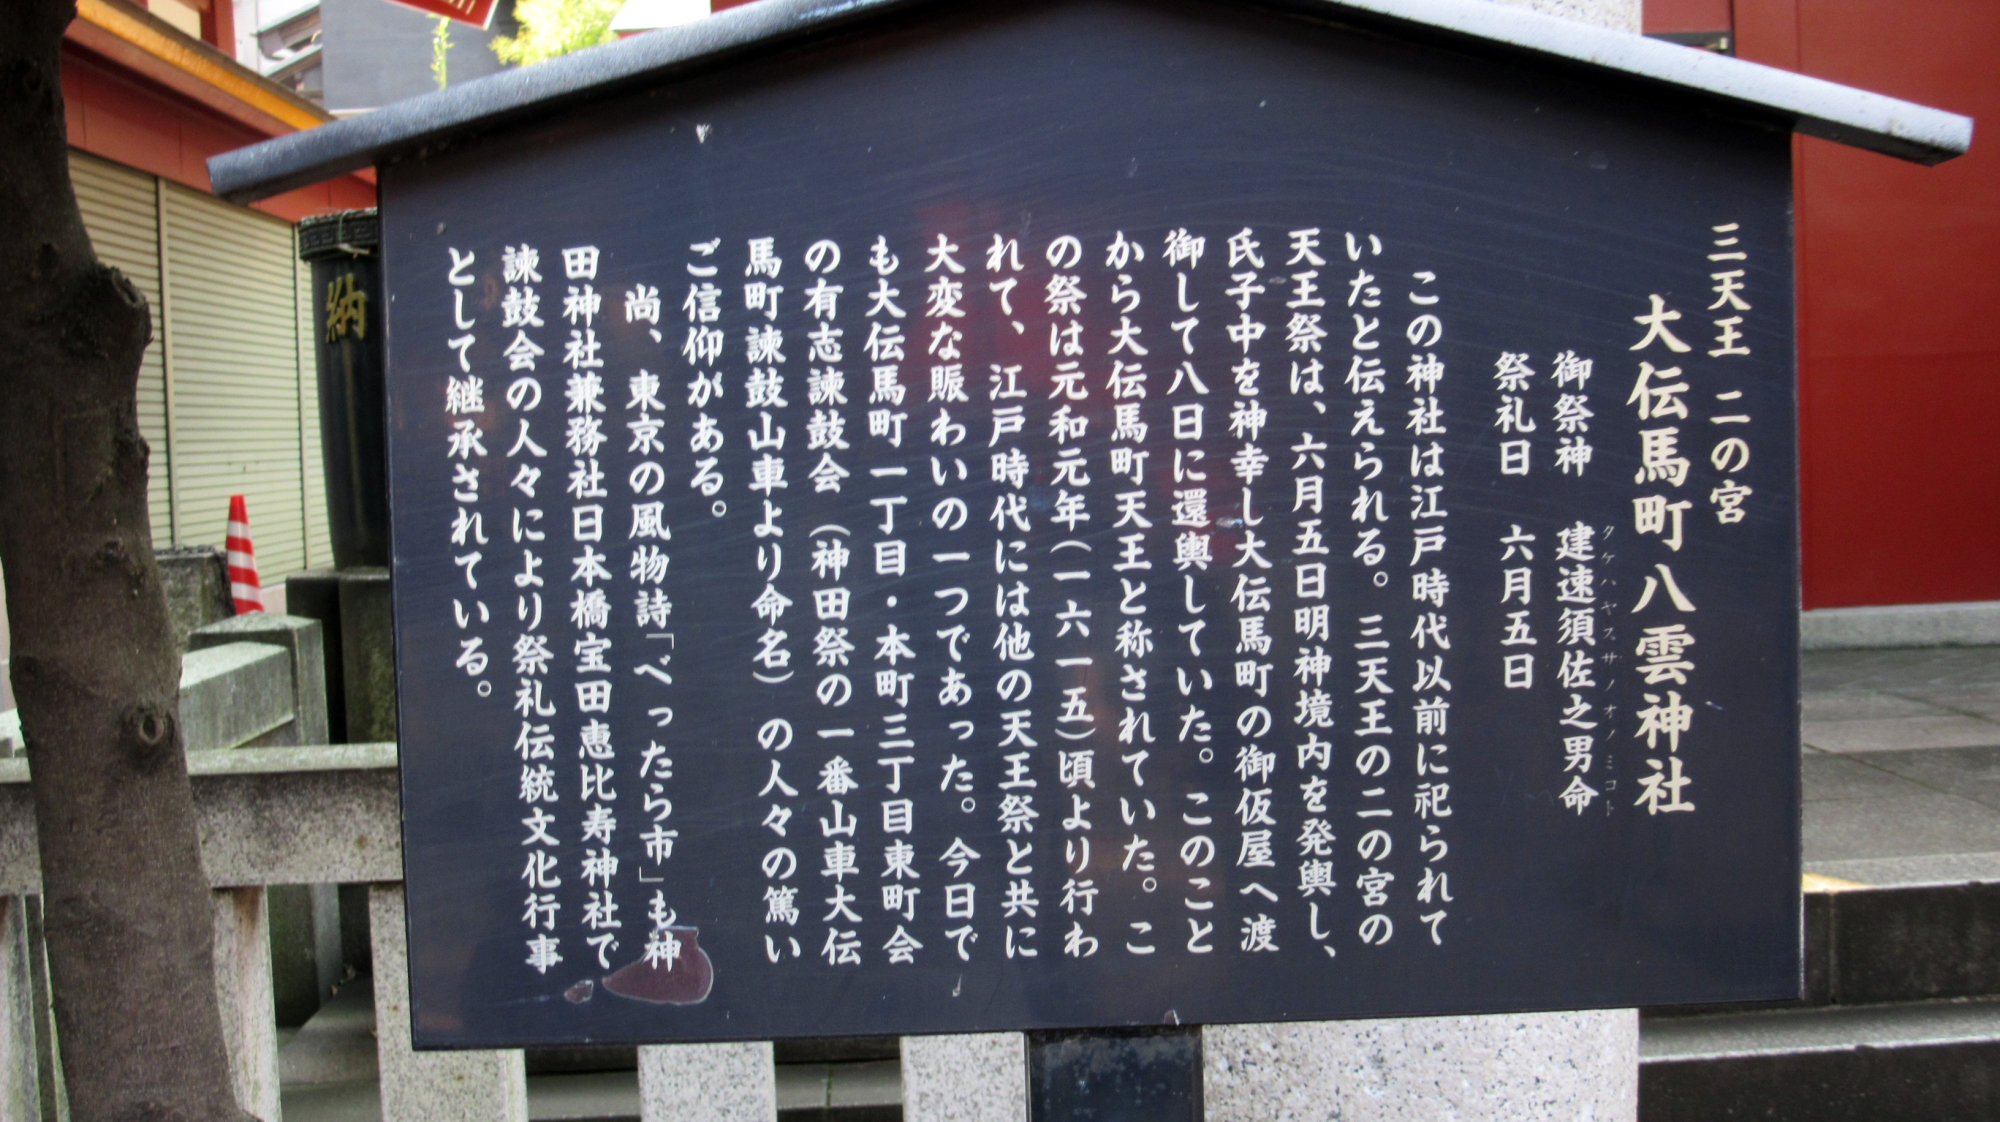 三天王 二の宮
大伝馬町八雲神社
タケハヤスサノオノミコト
御祭神 建速須佐之男命
祭礼日 六月五日
この神社は江戸時代以前に祀られて
いたと伝えられる。三天王の二の宮の
天王祭は、六月五日明神境内を発輿し、
氏子中を神幸し大伝馬町の御仮屋へ渡
御して八日に還輿していた。このこと
から大伝馬町天王と称されていた。こ
の祭は元和元年(一六一五)頃より行わ
れて、江戸時代には他の天王祭と共に
大変な賑わいの一つであった。今日で
も大伝馬町一丁目・本町三丁目東町会
の有志諫鼓会(神田祭の一番山車大伝
馬町諫鼓山車より命名)の人々の篤い
ご信仰がある。
尚、東京の風物詩「べったら市」も神
田神社兼務社日本橋宝田恵比寿神社で
諫鼓会の人々により祭礼伝統文化行事
として継承されている。
納